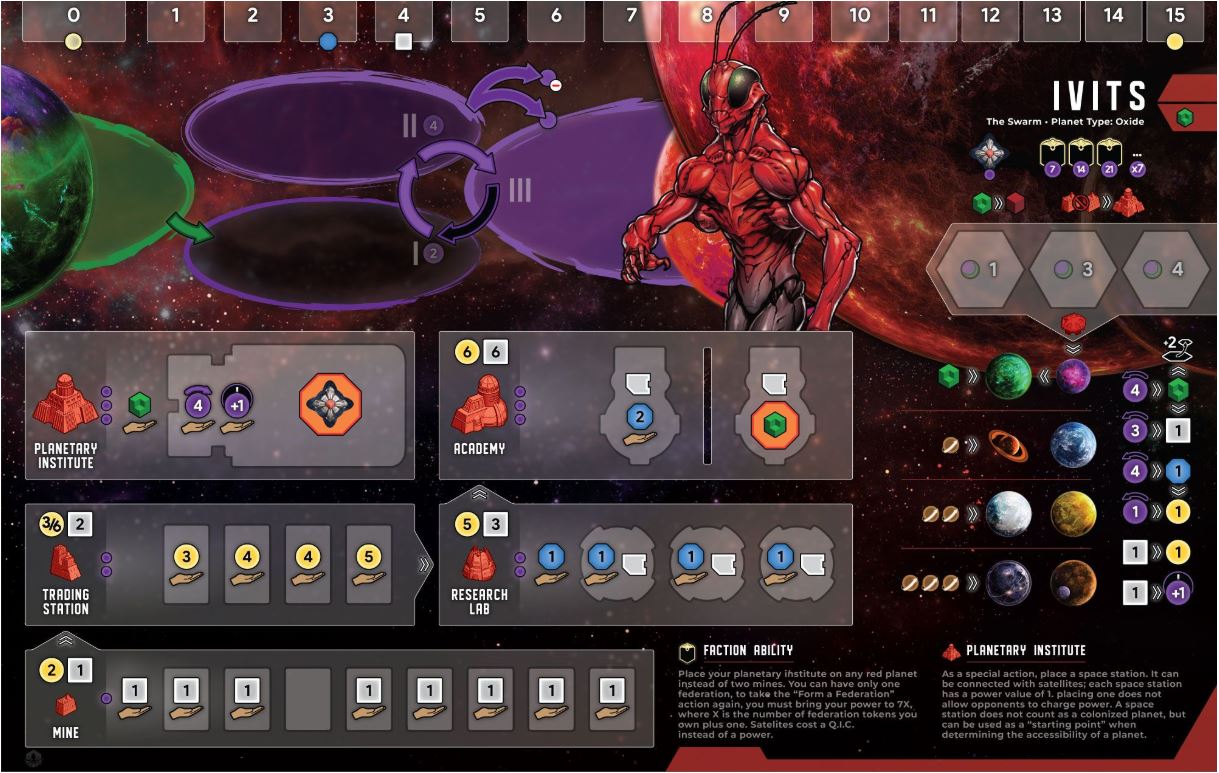 0 1 2 3 4 5 6 7 8 9 10 11 12 13 14 15
IVITS
The Swarm • Planet Type: Oxide
7 14 21 ... x7
II 4
III
I 2
1 3 4
PLANETARY
INSTITUTE
4 +1
6 6
ACADEMY
2
+2
4
3 1
4 1
1 1
1 1
1 +1
3/6 2
TRADING
STATION
3 4 4 5
5 3
RESEARCH
LAB
1 1 1 1
2 1
MINE
1 1 1 1 1 1 1 1
FACTION ABILITY
Place your planetary institute on any red planet
instead of two mines. You can have only one
federation, to take the “Form a Federation”
action again, you must bring your power to 7X,
where X is the number of federation tokens you
own plus one. Satelites cost a Q.I.C.
instead of a power.
PLANETARY INSTITUTE
As a special action, place a space station. It can
be connected with satellites; each space station
has a power value of 1. placing one does not
allow opponents to charge power. A space
station does not count as a colonized planet, but
can be used as a “starting point” when
determining the accessibility of a planet.